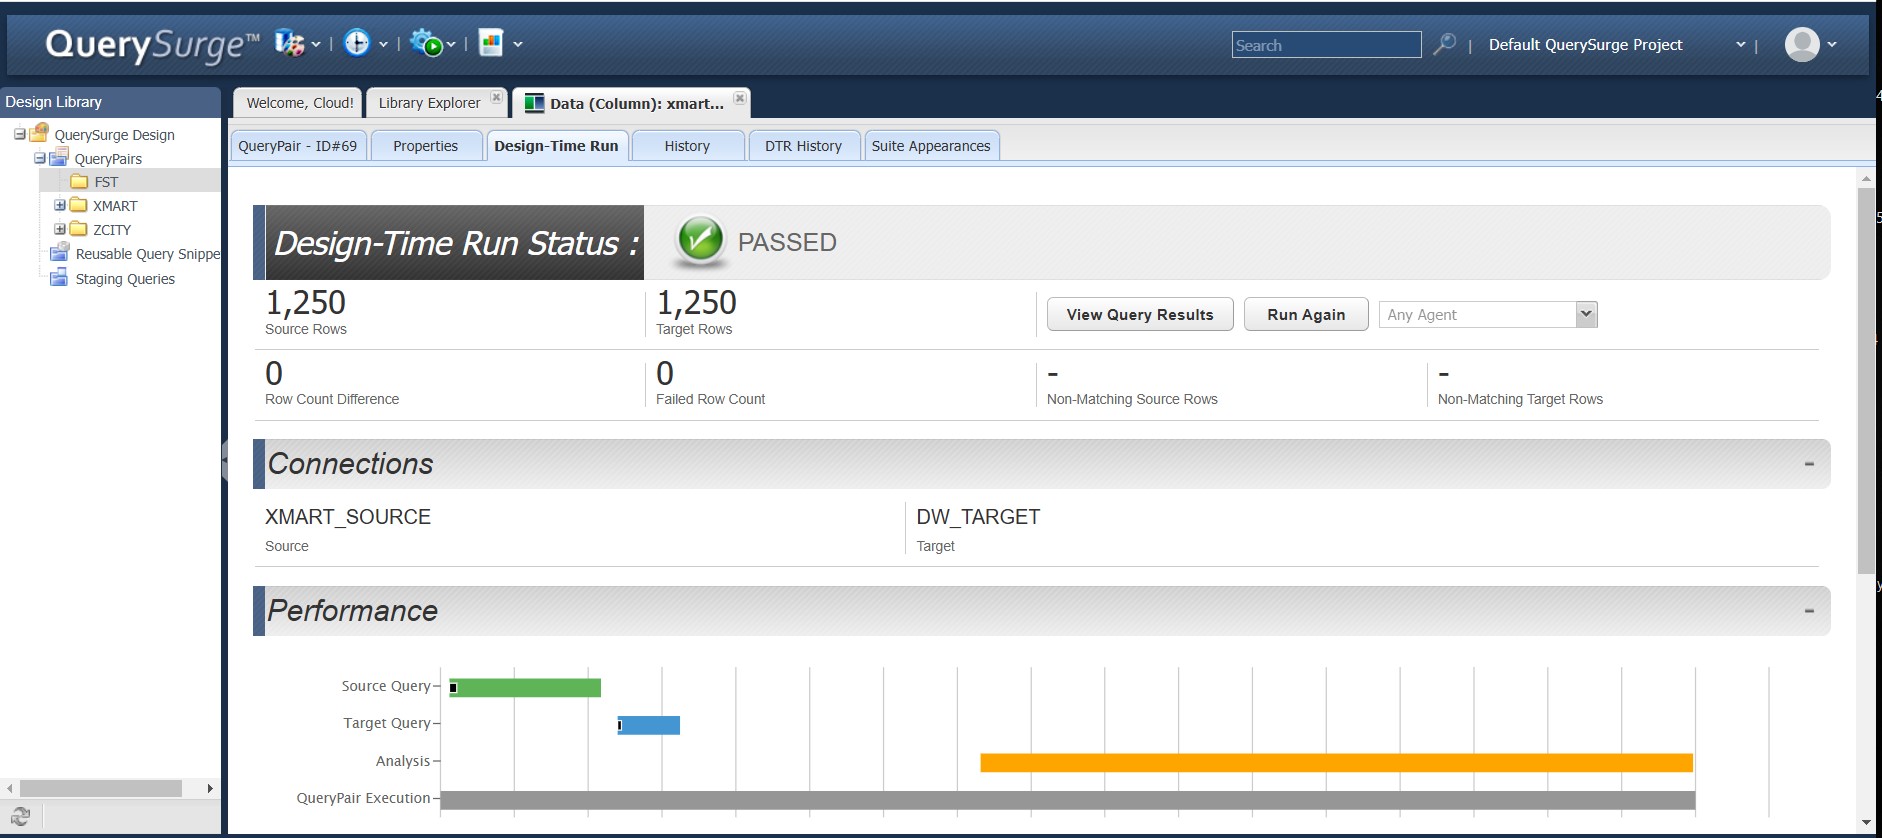 QuerySurge™
Search
Default QuerySurge Project
Design Library
QuerySurge Design
QueryPairs
FST
XMART
ZCITY
Reusable Query Snippe
Staging Queries
Welcome, Cloud!
Library Explorer
Data (Column): xmart...
QueryPair - ID#69
Properties
Design-Time Run
History
DTR History
Suite Appearances
Design-Time Run Status :
PASSED
1,250
Source Rows
1,250
Target Rows
View Query Results
Run Again
Any Agent
0
Row Count Difference
0
Failed Row Count
-
Non-Matching Source Rows
-
Non-Matching Target Rows
Connections
XMART_SOURCE
Source
DW_TARGET
Target
Performance
Source Query
Target Query
Analysis
QueryPair Execution